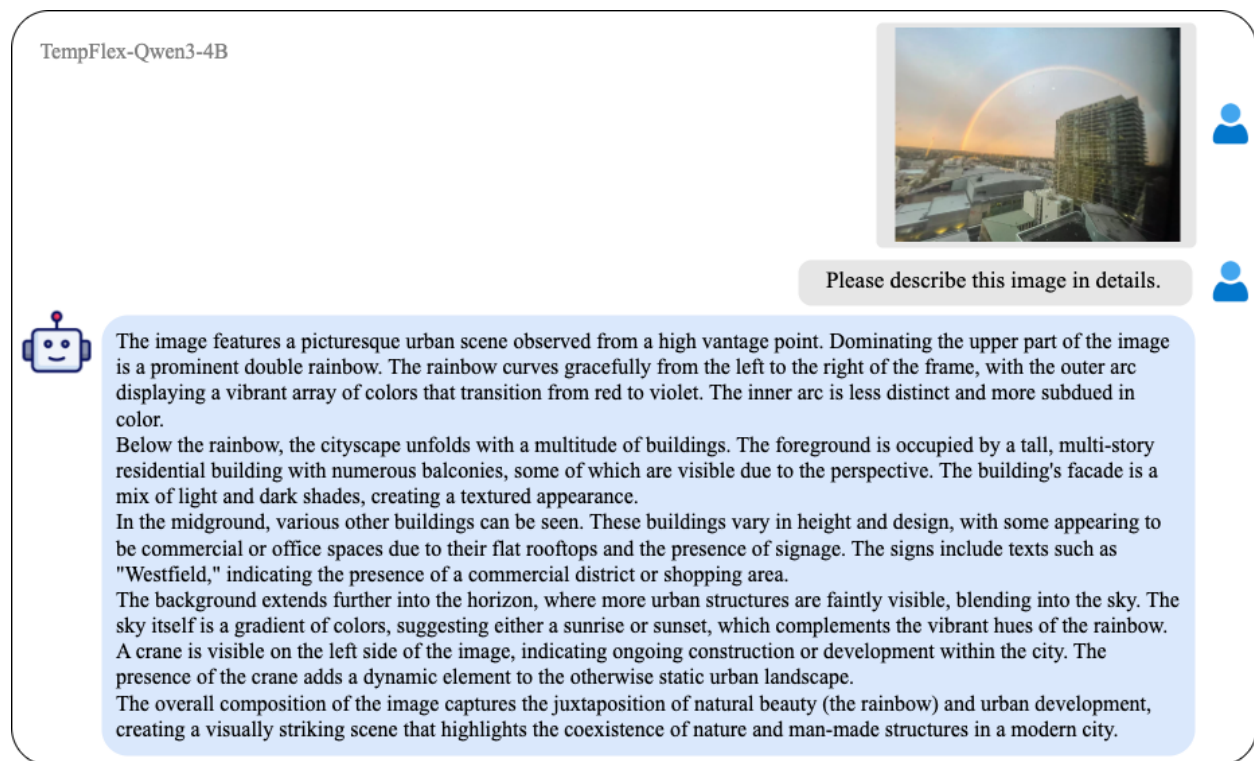 TempFlex-Qwen3-4B
Please describe this image in details.
The image features a picturesque urban scene observed from a high vantage point. Dominating the upper part of the image
is a prominent double rainbow. The rainbow curves gracefully from the left to the right of the frame, with the outer arc
displaying a vibrant array of colors that transition from red to violet. The inner arc is less distinct and more subdued in
color.
Below the rainbow, the cityscape unfolds with a multitude of buildings. The foreground is occupied by a tall, multi-story
residential building with numerous balconies, some of which are visible due to the perspective. The building's facade is a
mix of light and dark shades, creating a textured appearance.
In the midground, various other buildings can be seen. These buildings vary in height and design, with some appearing to
be commercial or office spaces due to their flat rooftops and the presence of signage. The signs include texts such as
"Westfield," indicating the presence of a commercial district or shopping area.
The background extends further into the horizon, where more urban structures are faintly visible, blending into the sky. The
sky itself is a gradient of colors, suggesting either a sunrise or sunset, which complements the vibrant hues of the rainbow.
A crane is visible on the left side of the image, indicating ongoing construction or development within the city. The
presence of the crane adds a dynamic element to the otherwise static urban landscape.
The overall composition of the image captures the juxtaposition of natural beauty (the rainbow) and urban development,
creating a visually striking scene that highlights the coexistence of nature and man-made structures in a modern city.